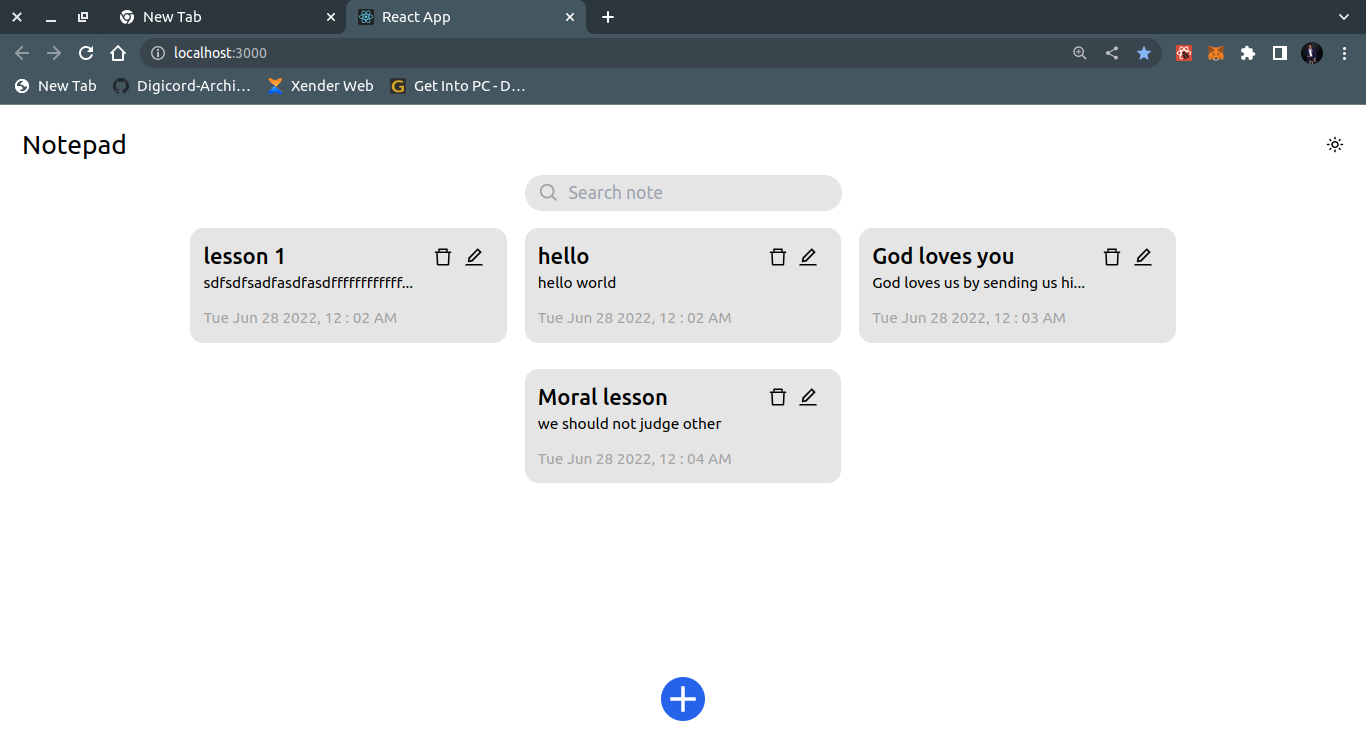 New Tab
React App
localhost:3000
New Tab
Digicord-Archi...
Xender Web
Get Into PC - D...
Notepad
Search note
lesson 1
sdfsdfsadfasdfasdffffffffffff...
Tue Jun 28 2022, 12 : 02 AM
hello
hello world
Tue Jun 28 2022, 12 : 02 AM
God loves you
God loves us by sending us hi...
Tue Jun 28 2022, 12 : 03 AM
Moral lesson
we should not judge other
Tue Jun 28 2022, 12 : 04 AM